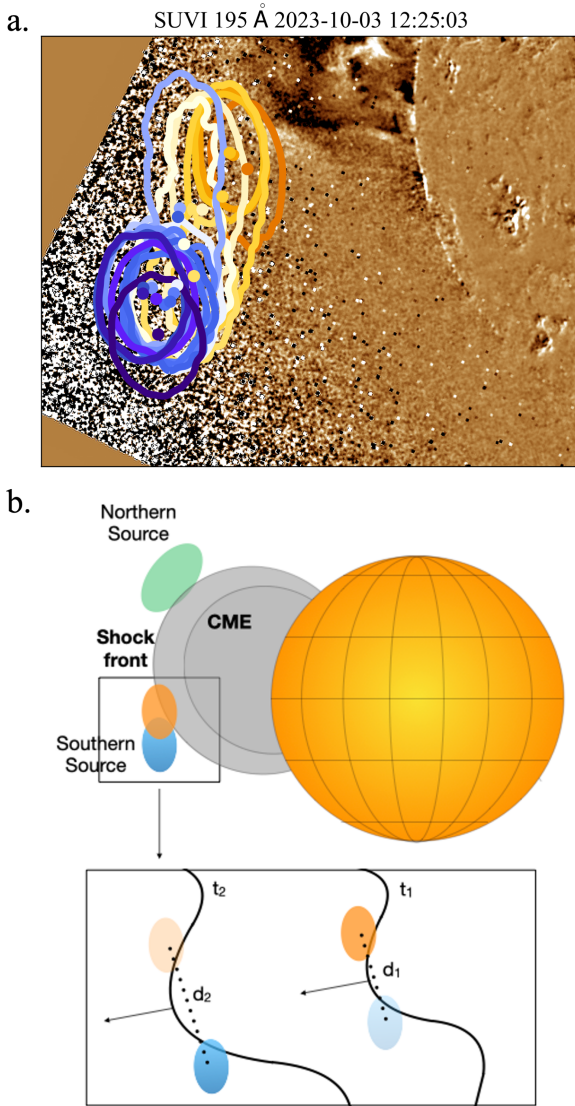 a.
SUVI 195 Å 2023-10-03 12:25:03
b.
Northern
Source
CME
Shock
front
Southern
Source
t₂
t₁
d₂
d₁